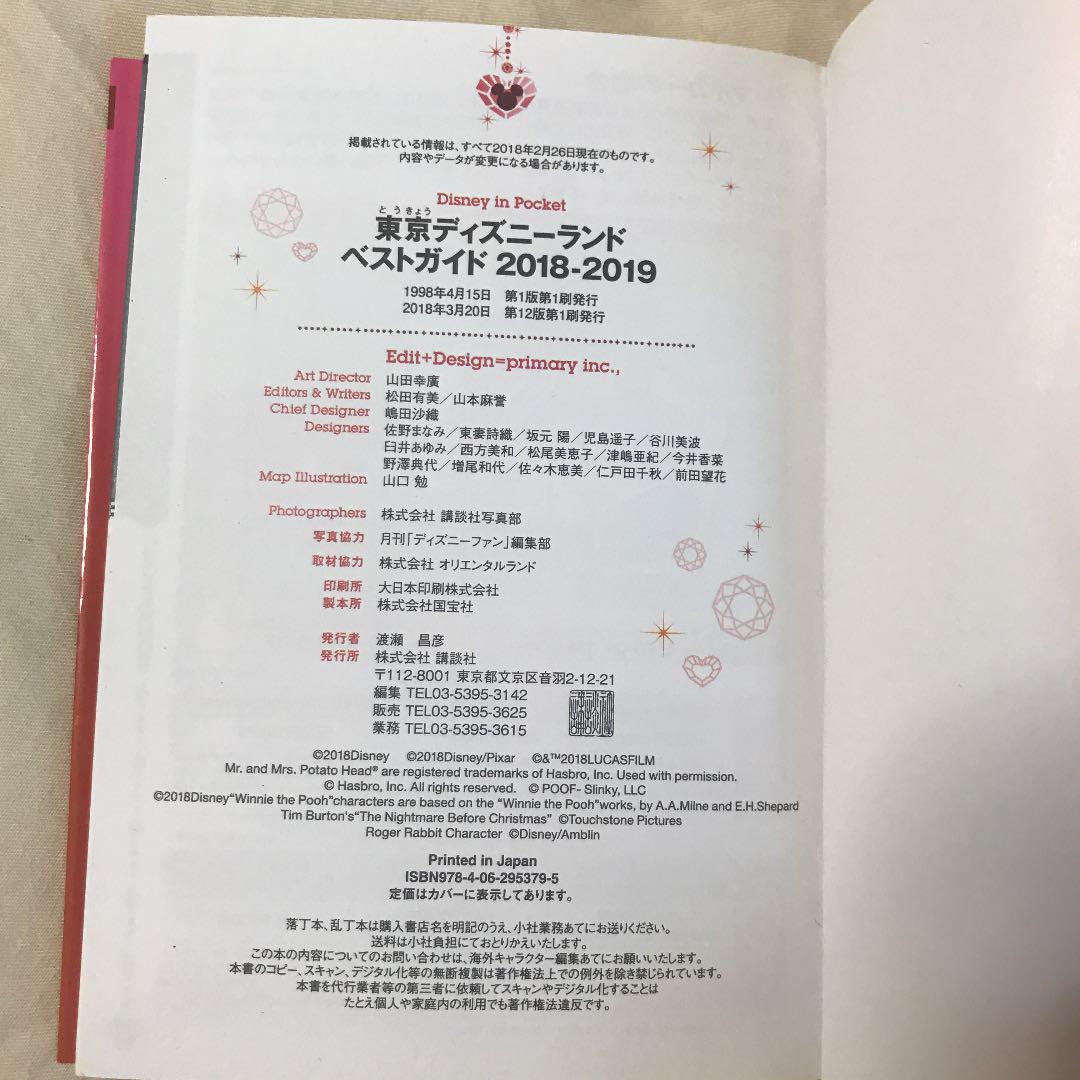 掲載されている情報は、すべて2018年2月26日現在のものです。
内容やデータが変更になる場合があります。
Disney in Pocket
とうきょう
東京ディズニーランド
ベストガイド 2018-2019
1998年4月15日 第1版第1刷発行
2018年3月20日 第12版第1刷発行
Edit+Design=primary inc.,
Art Director 山田幸廣
Editors & Writers 松田有美／山本麻誉
Chief Designer 嶋田沙織
Designers 佐野まなみ／東妻詩織／坂元 陽／児島遥子／谷川美波
臼井あゆみ／西方美和／松尾美恵子／津嶋亜紀／今井香菜
野澤典代／増尾和代／佐々木恵美／仁戸田千秋／前田望花
Map Illustration 山口 勉
Photographers 株式会社 講談社写真部
写真協力 月刊「ディズニーファン」編集部
取材協力 株式会社 オリエンタルランド
印刷所 大日本印刷株式会社
製本所 株式会社国宝社
発行者 渡瀬 昌彦
発行所 株式会社 講談社
〒112-8001 東京都文京区音羽2-12-21
編集 TEL03-5395-3142
販売 TEL03-5395-3625
業務 TEL03-5395-3615
©2018Disney ©2018Disney/Pixar ©&™2018LUCASFILM
Mr. and Mrs. Potato Head® are registered trademarks of Hasbro, Inc. Used with permission.
© Hasbro, Inc. All rights reserved. © POOF- Slinky, LLC
©2018Disney“Winnie the Pooh”characters are based on the “Winnie the Pooh”works, by A.A.Milne and E.H.Shepard
Tim Burton's“The Nightmare Before Christmas” ©Touchstone Pictures
Roger Rabbit Character ©Disney/Amblin
Printed in Japan
ISBN978-4-06-295379-5
定価はカバーに表示してあります。
落丁本、乱丁本は購入書店名を明記のうえ、小社業務あてにお送りください。
送料は小社負担にておとりかえいたします。
この本の内容についてのお問い合わせは、海外キャラクター編集あてにお願いいたします。
本書のコピー、スキャン、デジタル化等の無断複製は著作権法上での例外を除き禁じられています。
本書を代行業者等の第三者に依頼してスキャンやデジタル化することは
たとえ個人や家庭内の利用でも著作権法違反です。